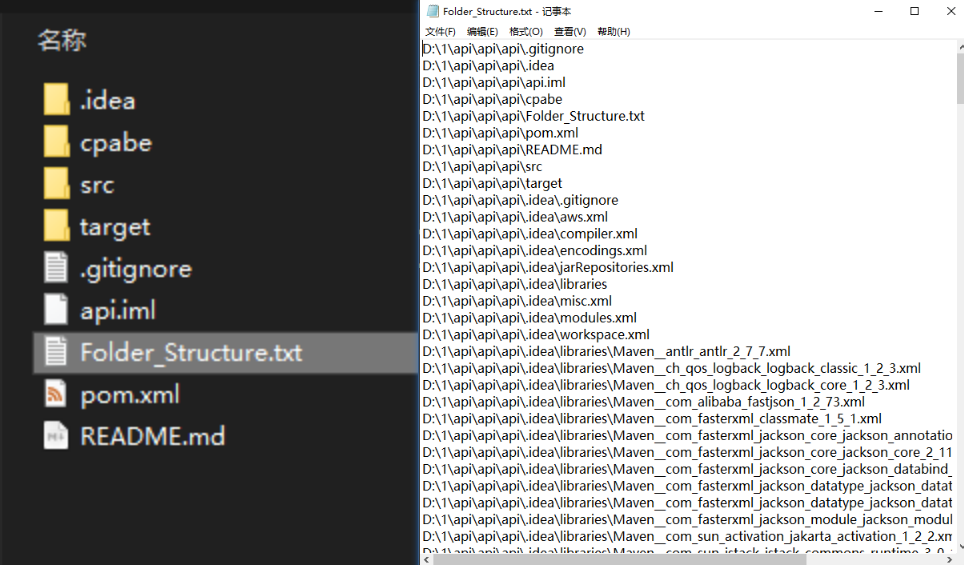 名称
.idea
cpabe
src
target
.gitignore
api.iml
Folder_Structure.txt
pom.xml
README.md
Folder_Structure.txt - 记事本
文件(F) 编辑(E) 格式(O) 查看(V) 帮助(H)
D:\1\api\api\api\.gitignore
D:\1\api\api\api\.idea
D:\1\api\api\api\api.iml
D:\1\api\api\api\cpabe
D:\1\api\api\api\Folder_Structure.txt
D:\1\api\api\api\pom.xml
D:\1\api\api\api\README.md
D:\1\api\api\api\src
D:\1\api\api\api\target
D:\1\api\api\api\.idea\.gitignore
D:\1\api\api\api\.idea\aws.xml
D:\1\api\api\api\.idea\compiler.xml
D:\1\api\api\api\.idea\encodings.xml
D:\1\api\api\api\.idea\jarRepositories.xml
D:\1\api\api\api\.idea\libraries
D:\1\api\api\api\.idea\misc.xml
D:\1\api\api\api\.idea\modules.xml
D:\1\api\api\api\.idea\workspace.xml
D:\1\api\api\api\.idea\libraries\Maven__antlr_antlr_2_7_7.xml
D:\1\api\api\api\.idea\libraries\Maven__ch_qos_logback_logback_classic_1_2_3.xml
D:\1\api\api\api\.idea\libraries\Maven__ch_qos_logback_logback_core_1_2_3.xml
D:\1\api\api\api\.idea\libraries\Maven__com_alibaba_fastjson_1_2_73.xml
D:\1\api\api\api\.idea\libraries\Maven__com_fasterxml_classmate_1_5_1.xml
D:\1\api\api\api\.idea\libraries\Maven__com_fasterxml_jackson_core_jackson_annotatio
D:\1\api\api\api\.idea\libraries\Maven__com_fasterxml_jackson_core_jackson_core_2_11
D:\1\api\api\api\.idea\libraries\Maven__com_fasterxml_jackson_core_jackson_databind_
D:\1\api\api\api\.idea\libraries\Maven__com_fasterxml_jackson_datatype_jackson_datat
D:\1\api\api\api\.idea\libraries\Maven__com_fasterxml_jackson_datatype_jackson_datat
D:\1\api\api\api\.idea\libraries\Maven__com_fasterxml_jackson_module_jackson_modul
D:\1\api\api\api\.idea\libraries\Maven__com_sun_activation_jakarta_activation_1_2_2.xm